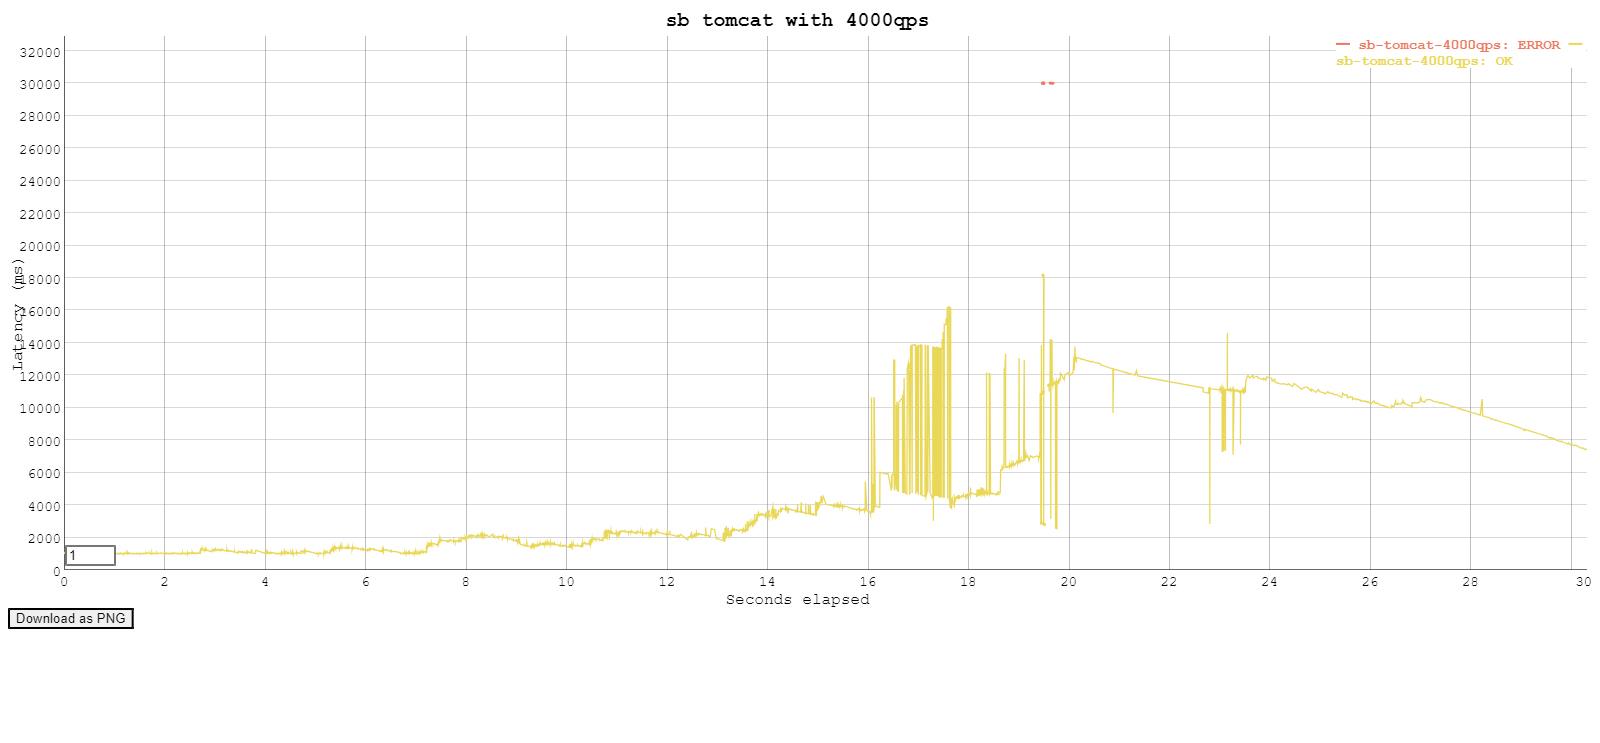 sb tomcat with 4000qps
sb-tomcat-4000qps: ERROR
sb-tomcat-4000qps: OK
32000
30000
28000
26000
24000
22000
20000
18000
16000
14000
12000
10000
8000
6000
4000
2000
0
Latency (ms)
1
0 2 4 6 8 10 12 14 16 18 20 22 24 26 28 30
Seconds elapsed
Download as PNG